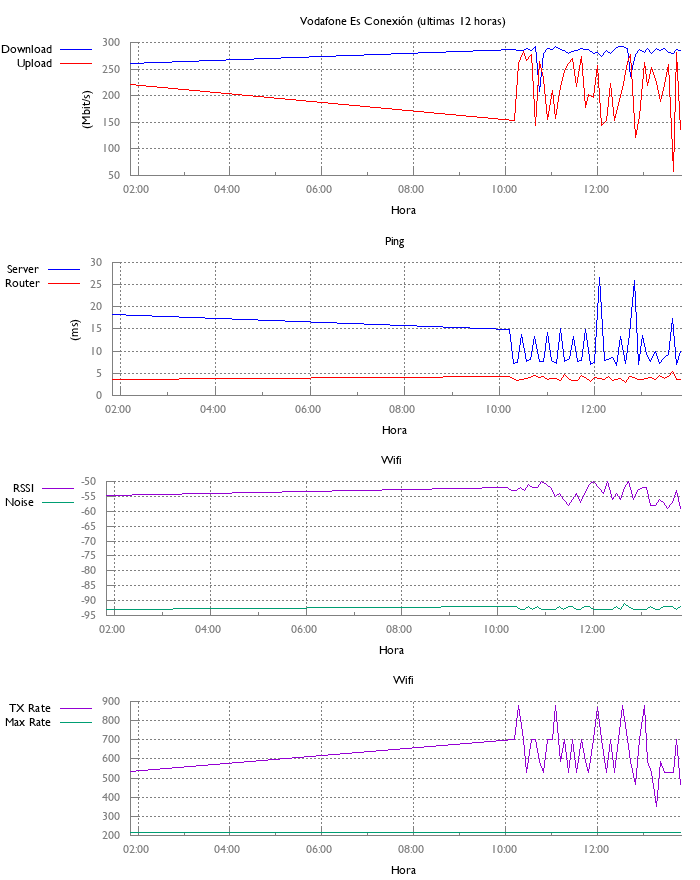 Vodafone Es Conexión (ultimas 12 horas)
Download
Upload
300
250
200
150
100
50
(Mbit/s)
02:00 04:00 06:00 08:00 10:00 12:00
Hora
Ping
Server
Router
30
25
20
15
10
5
0
(ms)
02:00 04:00 06:00 08:00 10:00 12:00
Hora
Wifi
RSSI
Noise
-50
-55
-60
-65
-70
-75
-80
-85
-90
-95
02:00 04:00 06:00 08:00 10:00 12:00
Hora
Wifi
TX Rate
Max Rate
900
800
700
600
500
400
300
200
02:00 04:00 06:00 08:00 10:00 12:00
Hora